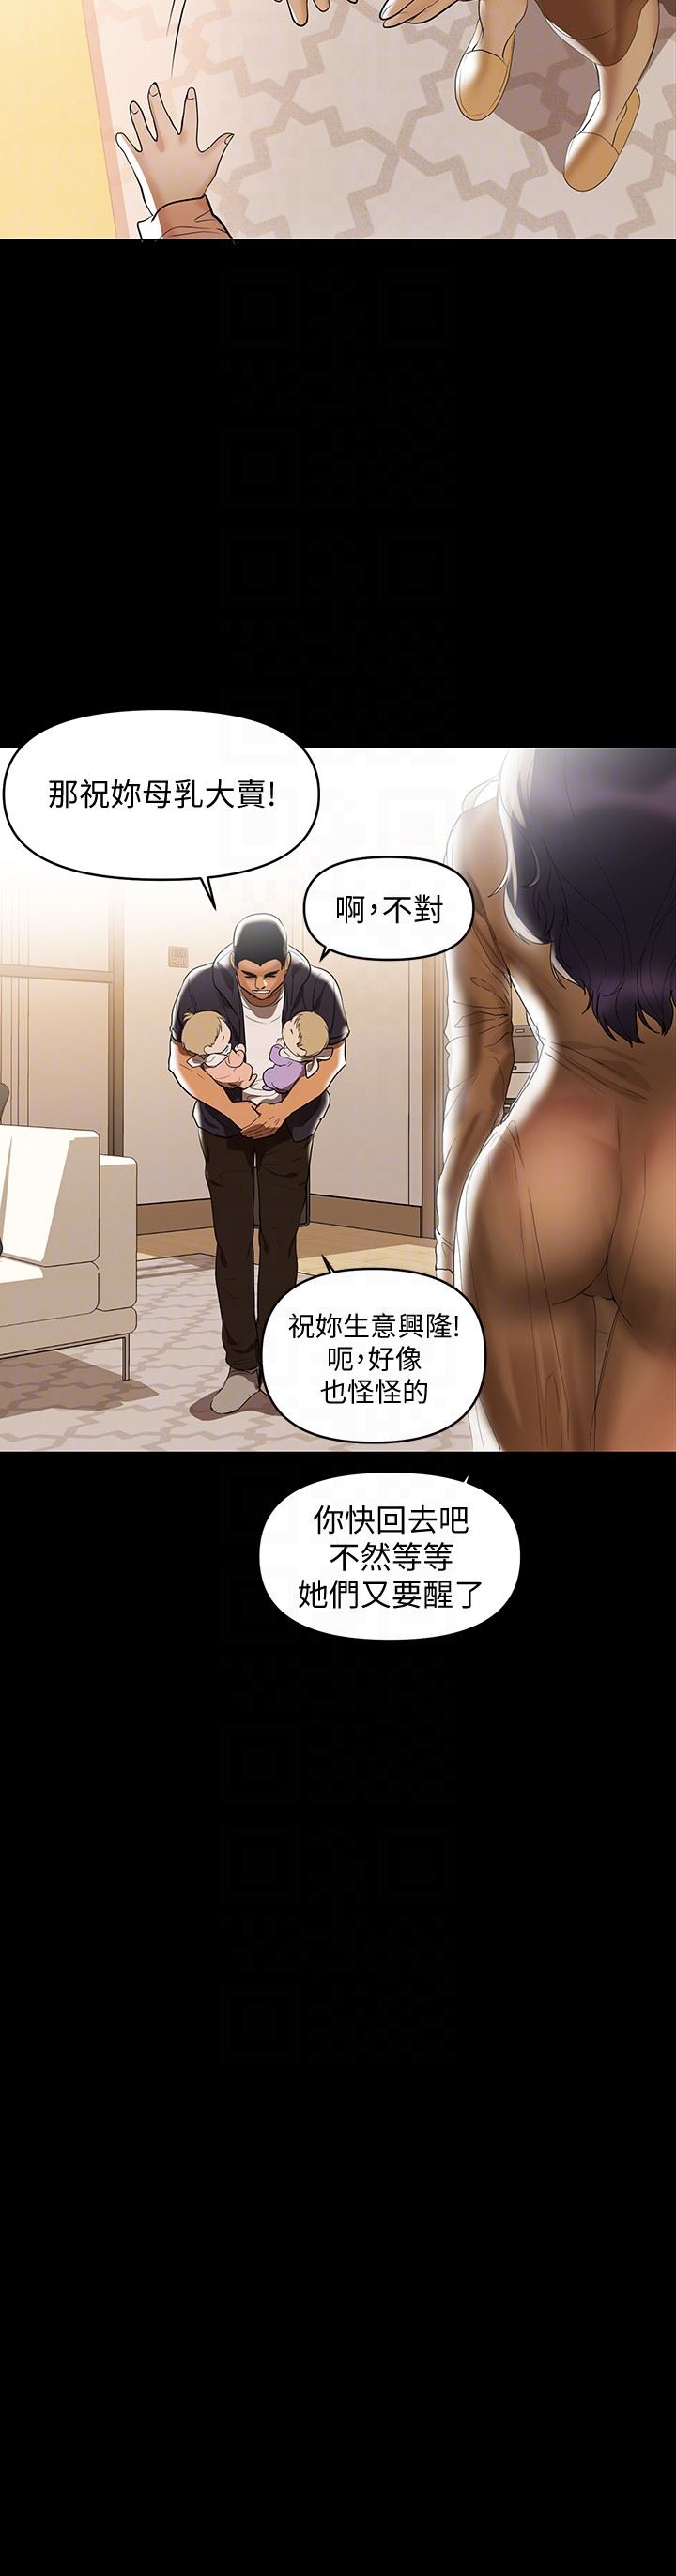 那祝妳母乳大賣!
啊,不對
祝妳生意興隆!
呃,好像
也怪怪的
你快回去吧
不然等等
她們又要醒了